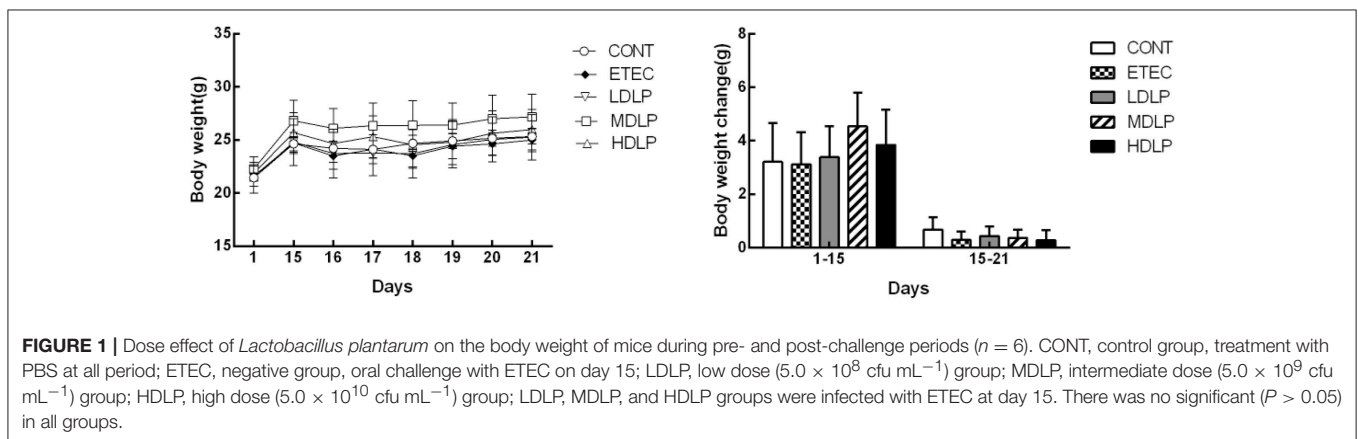 35
30
25
20
15
Body weight(g)
1 15 16 17 18 19 20 21
Days
CONT
ETEC
LDLP
MDLP
HDLP
8
6
4
2
0
Body weight change(g)
1-15 15-21
Days
CONT
ETEC
LDLP
MDLP
HDLP
FIGURE 1 | Dose effect of Lactobacillus plantarum on the body weight of mice during pre- and post-challenge periods (n = 6). CONT, control group, treatment with
PBS at all period; ETEC, negative group, oral challenge with ETEC on day 15; LDLP, low dose (5.0 × 10⁸ cfu mL⁻¹) group; MDLP, intermediate dose (5.0 × 10⁹ cfu
mL⁻¹) group; HDLP, high dose (5.0 × 10¹⁰ cfu mL⁻¹) group; LDLP, MDLP, and HDLP groups were infected with ETEC at day 15. There was no significant (P > 0.05)
in all groups.